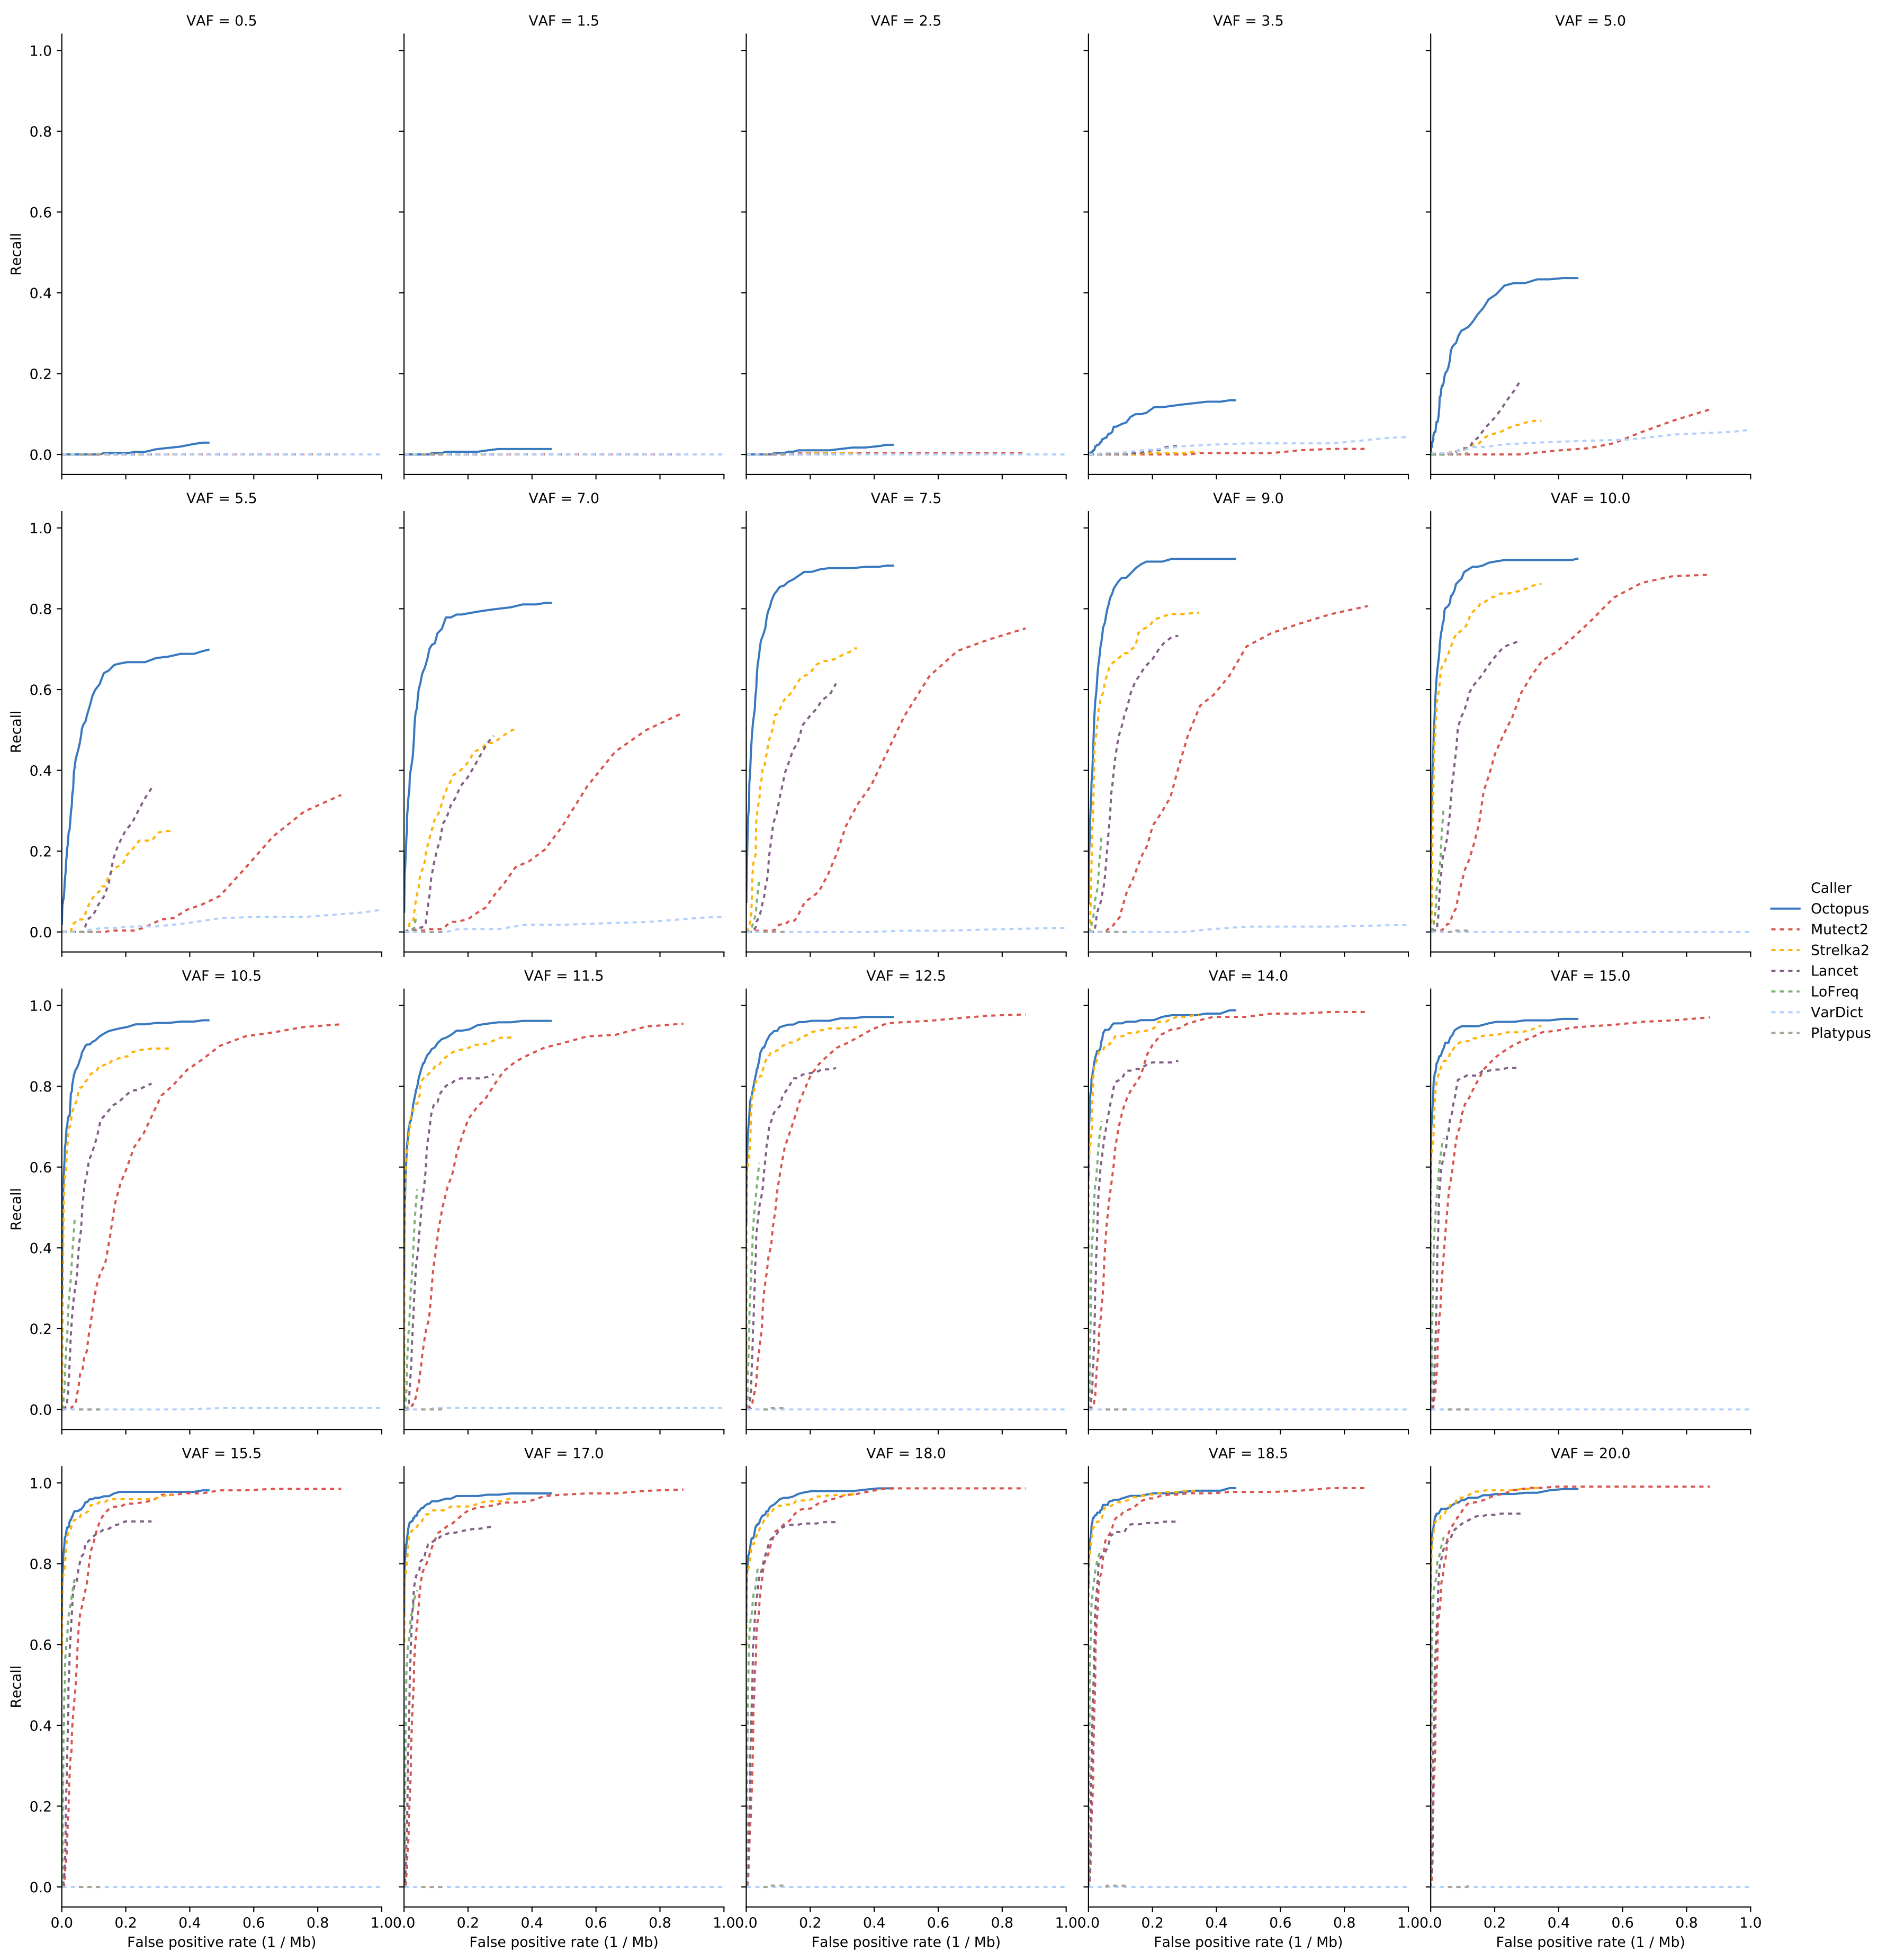 VAF = 0.5 VAF = 1.5 VAF = 2.5 VAF = 3.5 VAF = 5.0
1.0
0.8
0.6
0.4
0.2
0.0
Recall
VAF = 5.5 VAF = 7.0 VAF = 7.5 VAF = 9.0 VAF = 10.0
1.0
0.8
0.6
0.4
0.2
0.0
Recall
Caller
Octopus
Mutect2
Strelka2
Lancet
LoFreq
VarDict
Platypus
VAF = 10.5 VAF = 11.5 VAF = 12.5 VAF = 14.0 VAF = 15.0
1.0
0.8
0.6
0.4
0.2
0.0
Recall
VAF = 15.5 VAF = 17.0 VAF = 18.0 VAF = 18.5 VAF = 20.0
1.0
0.8
0.6
0.4
0.2
0.0
Recall
0.0 0.2 0.4 0.6 0.8 1.0 0.0 0.2 0.4 0.6 0.8 1.0 0.0 0.2 0.4 0.6 0.8 1.0 0.0 0.2 0.4 0.6 0.8 1.0 0.0 0.2 0.4 0.6 0.8 1.0
False positive rate (1 / Mb) False positive rate (1 / Mb) False positive rate (1 / Mb) False positive rate (1 / Mb) False positive rate (1 / Mb)